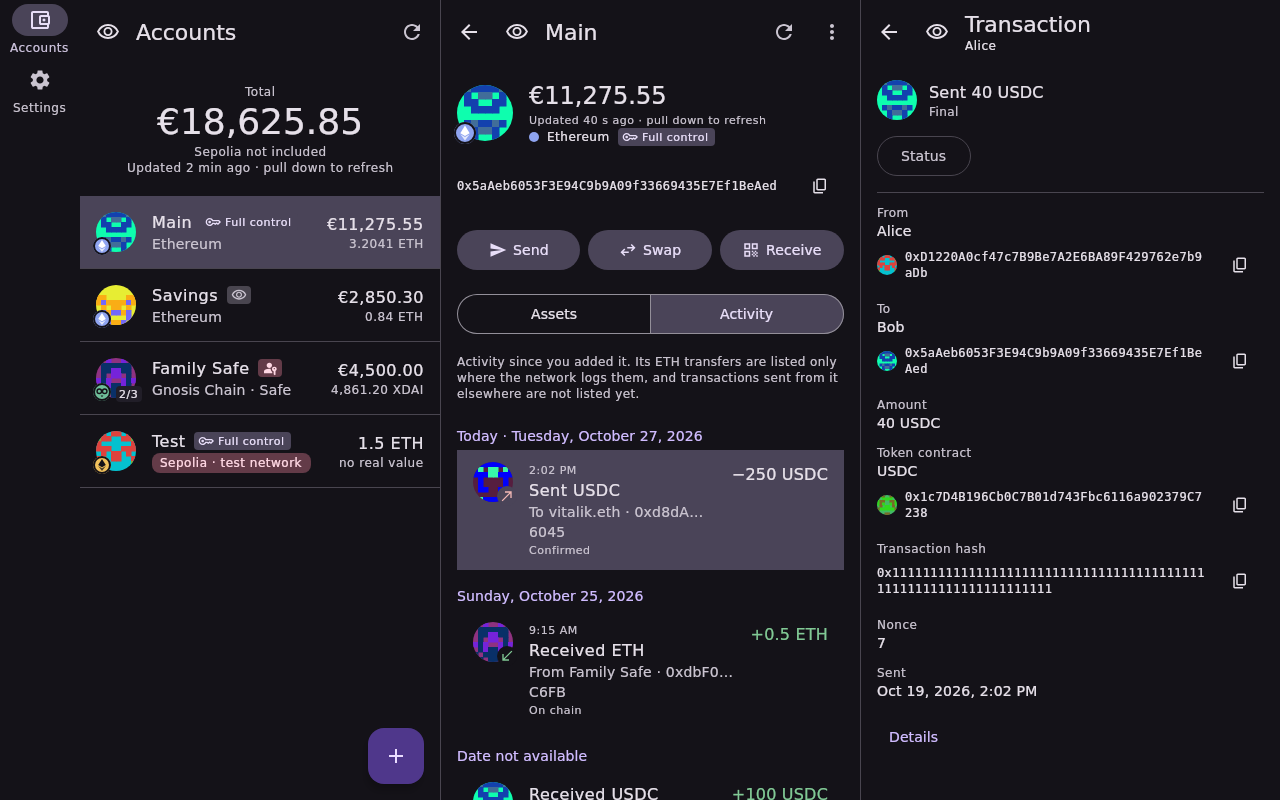 Accounts
Settings
Accounts
Total
€18,625.85
Sepolia not included
Updated 2 min ago · pull down to refresh
Main Full control €11,275.55
Ethereum 3.2041 ETH
Savings €2,850.30
Ethereum 0.84 ETH
Family Safe €4,500.00
2/3 Gnosis Chain · Safe 4,861.20 XDAI
Test Full control 1.5 ETH
Sepolia · test network no real value
Main
€11,275.55
Updated 40 s ago · pull down to refresh
Ethereum Full control
0x5aAeb6053F3E94C9b9A09f33669435E7Ef1BeAed
Send Swap Receive
Assets Activity
Activity since you added it. Its ETH transfers are listed only
where the network logs them, and transactions sent from it
elsewhere are not listed yet.
Today · Tuesday, October 27, 2026
2:02 PM
Sent USDC −250 USDC
To vitalik.eth · 0xd8dA…
6045
Confirmed
Sunday, October 25, 2026
9:15 AM
Received ETH +0.5 ETH
From Family Safe · 0xdbF0…
C6FB
On chain
Date not available
Received USDC +100 USDC
Transaction
Alice
Sent 40 USDC
Final
Status
From
Alice
0xD1220A0cf47c7B9Be7A2E6BA89F429762e7b9
aDb
To
Bob
0x5aAeb6053F3E94C9b9A09f33669435E7Ef1Be
Aed
Amount
40 USDC
Token contract
USDC
0x1c7D4B196Cb0C7B01d743Fbc6116a902379C7
238
Transaction hash
0x11111111111111111111111111111111111111111
11111111111111111111111
Nonce
7
Sent
Oct 19, 2026, 2:02 PM
Details